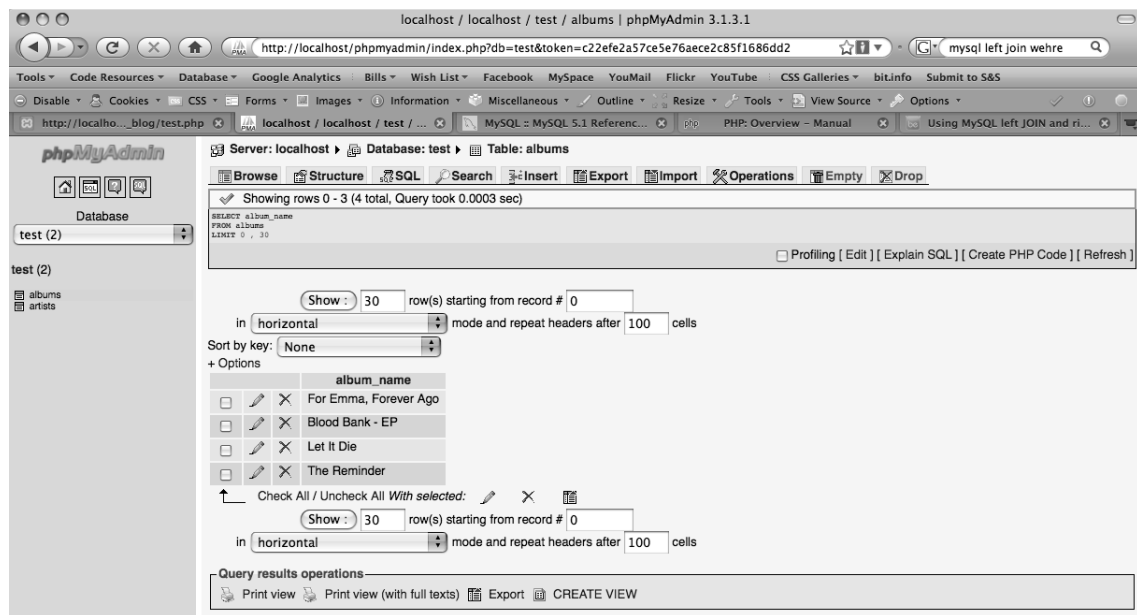 localhost / localhost / test / albums | phpMyAdmin 3.1.3.1
http://localhost/phpmyadmin/index.php?db=test&token=c22efe2a57ce5e76aece2c85f1686dd2 mysql left join wehre
Tools Code Resources Database Google Analytics Bills Wish List Facebook MySpace YouMail Flickr YouTube CSS Galleries bit.info Submit to S&S
Disable Cookies CSS Forms Images Information Miscellaneous Outline Resize Tools View Source Options
http://localho..._blog/test.php localhost / localhost / test / ... MySQL :: MySQL 5.1 Referenc... php PHP: Overview – Manual Using MySQL left JOIN and ri...
phpMyAdmin
Database
test (2)
test (2)
albums
artists
Server: localhost Database: test Table: albums
Browse Structure SQL Search Insert Export Import Operations Empty Drop
Showing rows 0 - 3 (4 total, Query took 0.0003 sec)
SELECT album_name
FROM albums
LIMIT 0 , 30
Profiling [ Edit ] [ Explain SQL ] [ Create PHP Code ] [ Refresh ]
Show : 30 row(s) starting from record # 0
in horizontal mode and repeat headers after 100 cells
Sort by key: None
+ Options
album_name
For Emma, Forever Ago
Blood Bank - EP
Let It Die
The Reminder
Check All / Uncheck All With selected:
Show : 30 row(s) starting from record # 0
in horizontal mode and repeat headers after 100 cells
Query results operations
Print view Print view (with full texts) Export CREATE VIEW